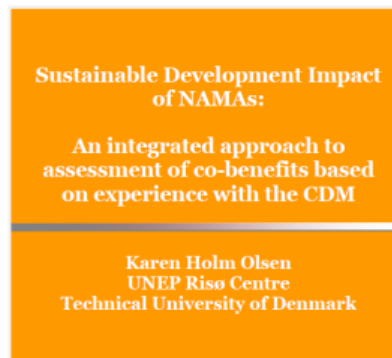 Sustainable Development Impact
of NAMAs:
An integrated approach to
assessment of co-benefits based
on experience with the CDM
Karen Holm Olsen
UNEP Risø Centre
Technical University of Denmark